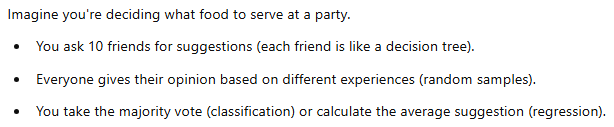 Imagine you're deciding what food to serve at a party.
• You ask 10 friends for suggestions (each friend is like a decision tree).
• Everyone gives their opinion based on different experiences (random samples).
• You take the majority vote (classification) or calculate the average suggestion (regression).